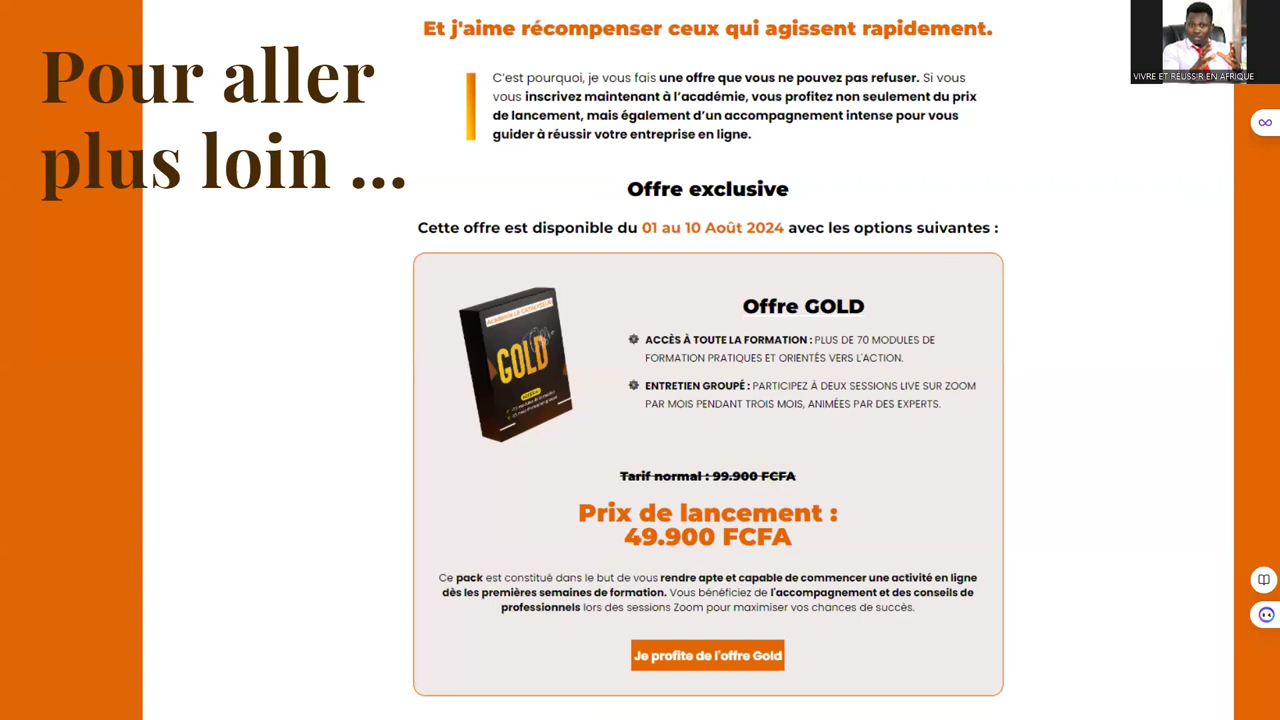 Pour aller
plus loin ...
Et j'aime récompenser ceux qui agissent rapidement.
C'est pourquoi, je vous fais une offre que vous ne pouvez pas refuser. Si vous
vous inscrivez maintenant à l'académie, vous profitez non seulement du prix
de lancement, mais également d'un accompagnement intense pour vous
guider à réussir votre entreprise en ligne.
Offre exclusive
Cette offre est disponible du 01 au 10 Août 2024 avec les options suivantes :
Académie LE CATALYSEUR
GOLD
Offre GOLD
ACCÈS À TOUTE LA FORMATION : PLUS DE 70 MODULES DE
FORMATION PRATIQUES ET ORIENTÉS VERS L'ACTION.
ENTRETIEN GROUPÉ : PARTICIPEZ À DEUX SESSIONS LIVE SUR ZOOM
PAR MOIS PENDANT TROIS MOIS, ANIMÉES PAR DES EXPERTS.
Tarif normal : 99.900 FCFA
Prix de lancement :
49.900 FCFA
Ce pack est constitué dans le but de vous rendre apte et capable de commencer une activité en ligne
dès les premières semaines de formation. Vous bénéficiez de l'accompagnement et des conseils de
professionnels lors des sessions Zoom pour maximiser vos chances de succès.
Je profite de l'offre Gold
VIVRE ET RÉUSSIR EN AFRIQUE